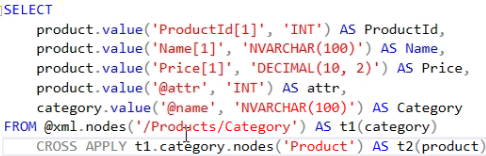 SELECT
product.value('ProductId[1]', 'INT') AS ProductId,
product.value('Name[1]', 'NVARCHAR(100)') AS Name,
product.value('Price[1]', 'DECIMAL(10, 2)') AS Price,
product.value('@attr', 'INT') AS attr,
category.value('@name', 'NVARCHAR(100)') AS Category
FROM @xml.nodes('/Products/Category') AS t1(category)
CROSS APPLY t1.category.nodes('Product') AS t2(product)